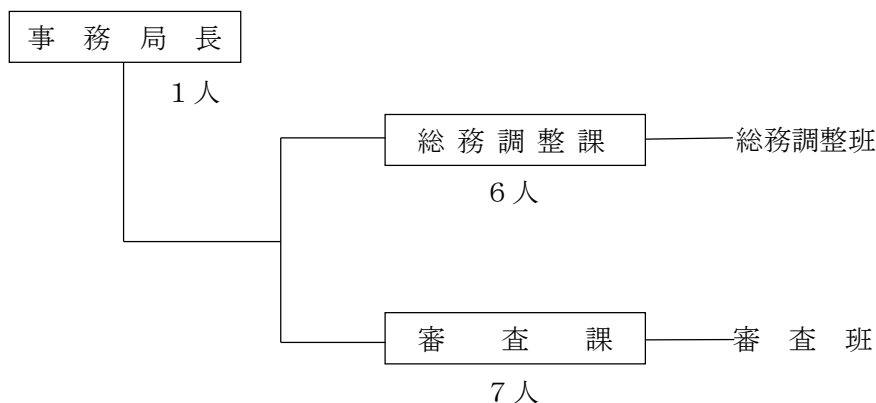 事務局長
１人
総務調整課
総務調整班
６人
審査課
審査班
７人